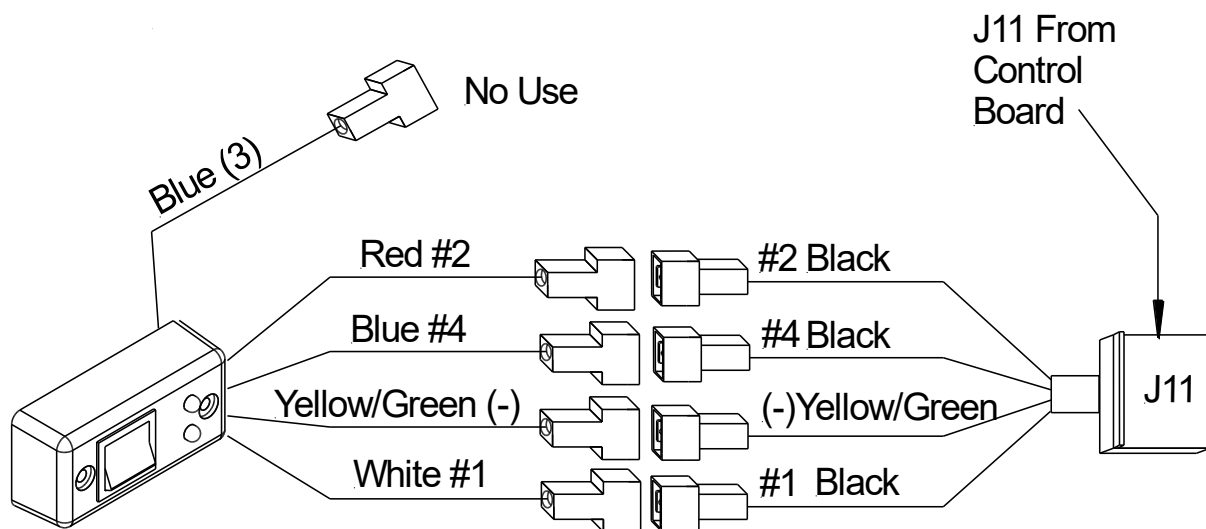 J11 From
Control
Board
No Use
Blue (3)
Red #2
#2 Black
Blue #4
#4 Black
Yellow/Green (-)
(-)Yellow/Green
J11
White #1
#1 Black